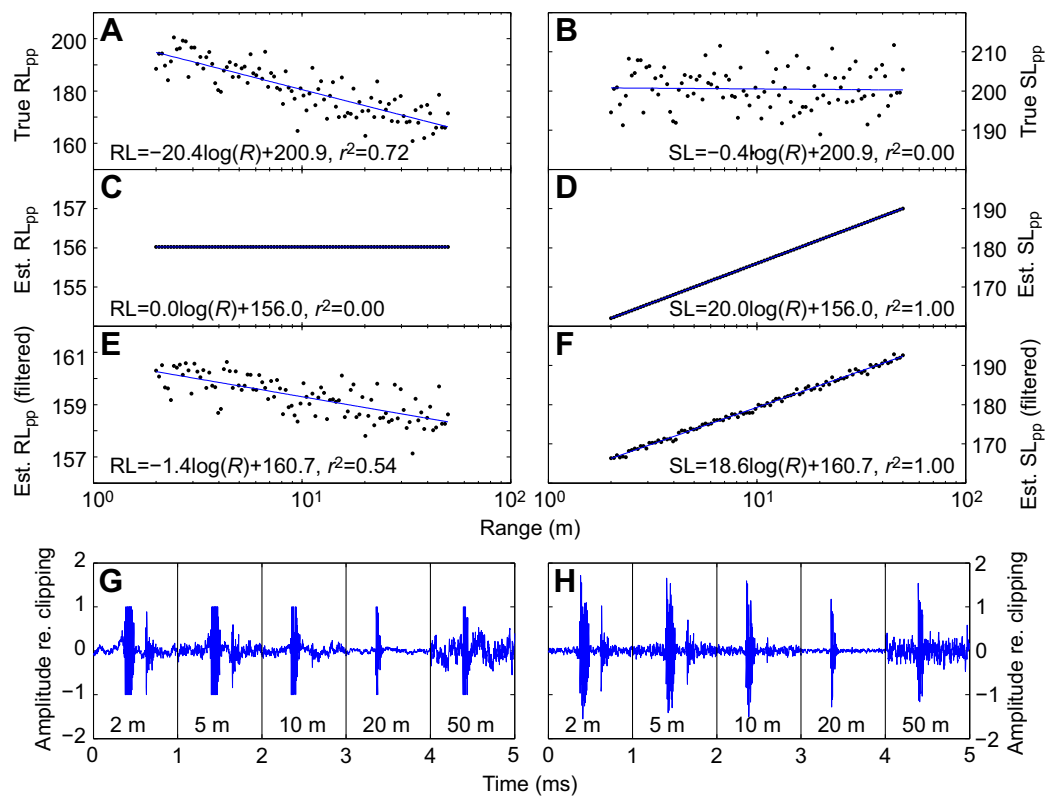 A
200
180
160
True RLpp
RL=−20.4log(R)+200.9, r²=0.72
B
210
200
190
True SLpp
SL=−0.4log(R)+200.9, r²=0.00
C
157
156
155
Est. RLpp
RL=0.0log(R)+156.0, r²=0.00
D
190
180
170
Est. SLpp
SL=20.0log(R)+156.0, r²=1.00
E
161
159
157
Est. RLpp (filtered)
RL=−1.4log(R)+160.7, r²=0.54
F
190
180
170
Est. SLpp (filtered)
SL=18.6log(R)+160.7, r²=1.00
10⁰ 10¹ 10² 10⁰ 10¹ 10²
Range (m)
G
2
1
0
−1
−2
Amplitude re. clipping
2 m 5 m 10 m 20 m 50 m
0 1 2 3 4 5
H
2
1
0
−1
−2
Amplitude re. clipping
2 m 5 m 10 m 20 m 50 m
0 1 2 3 4 5
Time (ms)